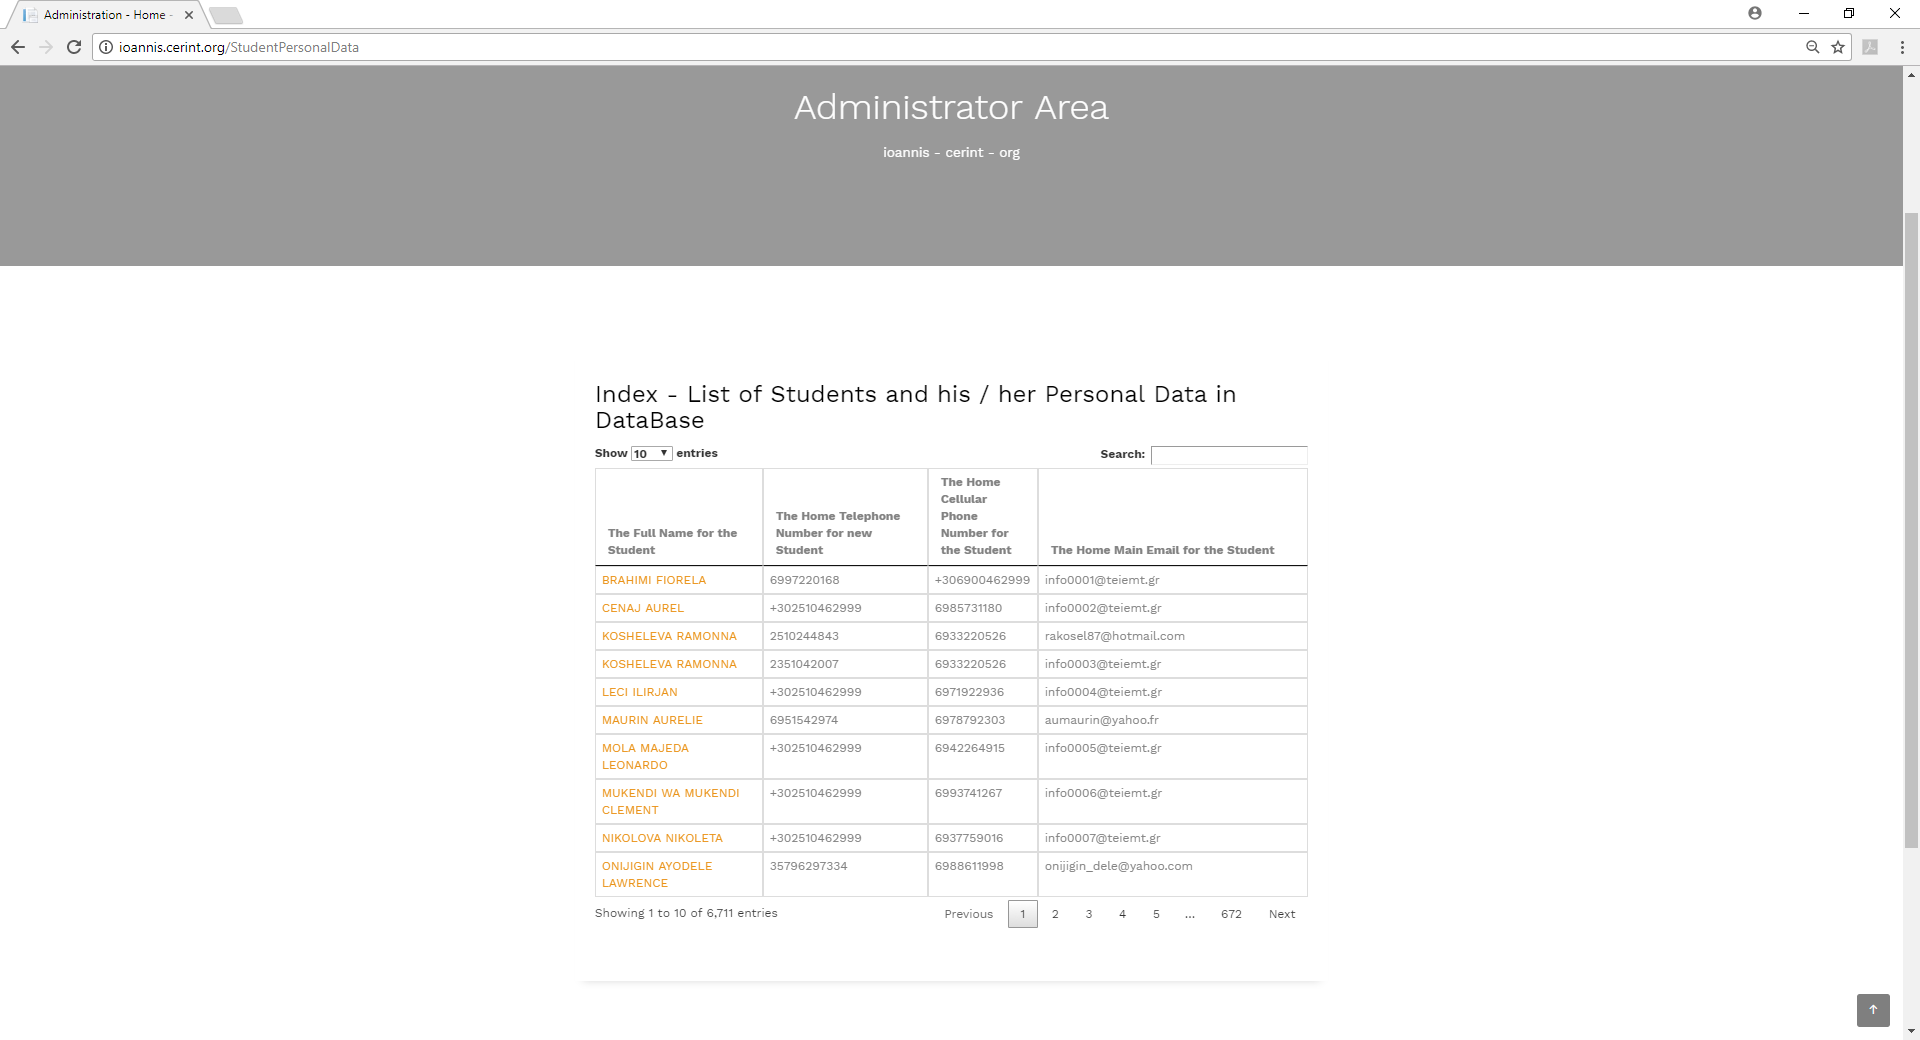 Administration - Home -
ioannis.cerint.org/StudentPersonalData
Administrator Area
ioannis - cerint - org
Index - List of Students and his / her Personal Data in
DataBase
Show 10 entries
Search:
The Full Name for the
Student
The Home Telephone
Number for new
Student
The Home
Cellular
Phone
Number for
the Student
The Home Main Email for the Student
BRAHIMI FIORELA 6997220168 +306900462999 info0001@teiemt.gr
CENAJ AUREL +302510462999 6985731180 info0002@teiemt.gr
KOSHELEVA RAMONNA 2510244843 6933220526 rakosel87@hotmail.com
KOSHELEVA RAMONNA 2351042007 6933220526 info0003@teiemt.gr
LECI ILIRJAN +302510462999 6971922936 info0004@teiemt.gr
MAURIN AURELIE 6951542974 6978792303 aumaurin@yahoo.fr
MOLA MAJEDA +302510462999 6942264915 info0005@teiemt.gr
LEONARDO
MUKENDI WA MUKENDI +302510462999 6993741267 info0006@teiemt.gr
CLEMENT
NIKOLOVA NIKOLETA +302510462999 6937759016 info0007@teiemt.gr
ONIJIGIN AYODELE 35796297334 6988611998 onijigin_dele@yahoo.com
LAWRENCE
Showing 1 to 10 of 6,711 entries
Previous 1 2 3 4 5 ... 672 Next